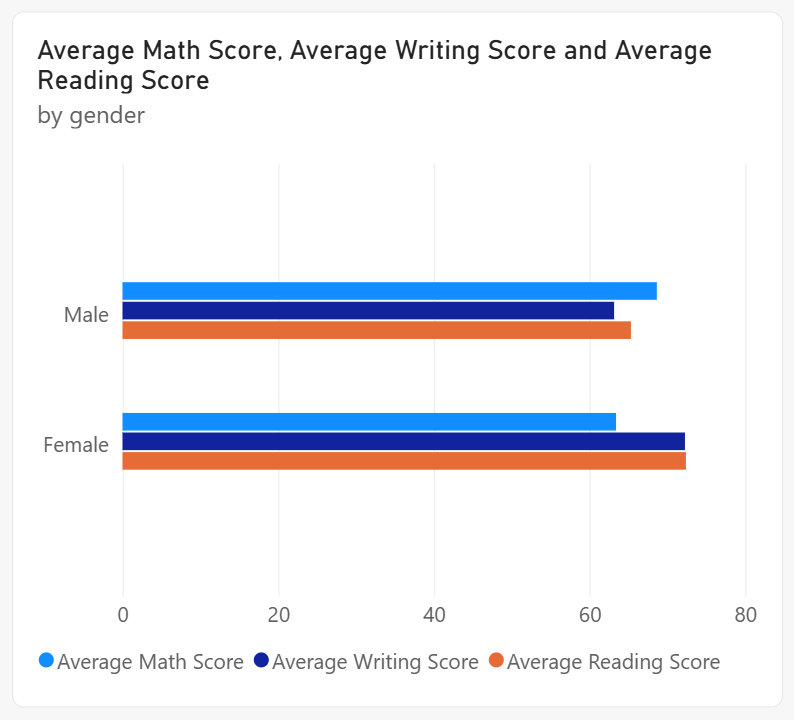 Average Math Score, Average Writing Score and Average
Reading Score
by gender
Male
Female
0 20 40 60 80
Average Math Score Average Writing Score Average Reading Score